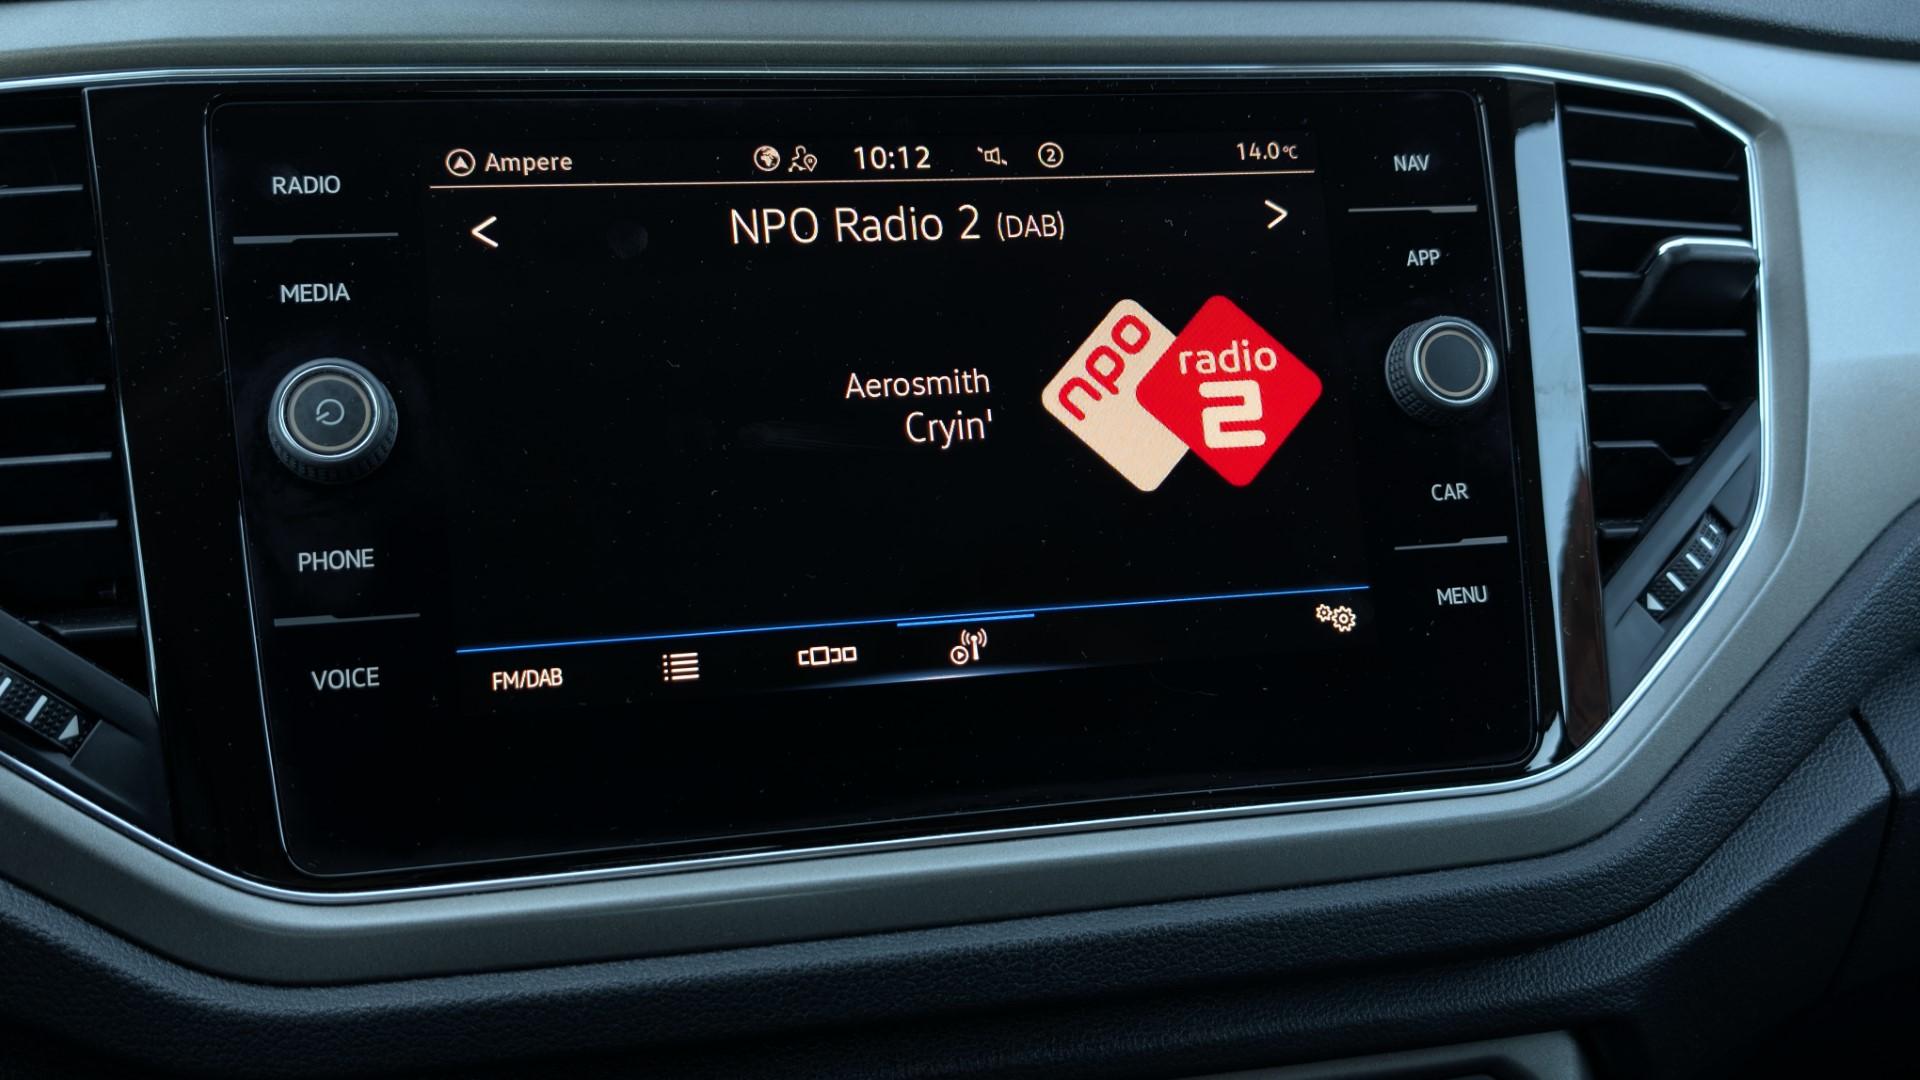 Ampere
10:12
2
14.0°C
RADIO
MEDIA
PHONE
VOICE
NPO Radio 2 (DAB)
Aerosmith
Cryin'
npo
radio
2
FM/DAB
NAV
APP
CAR
MENU